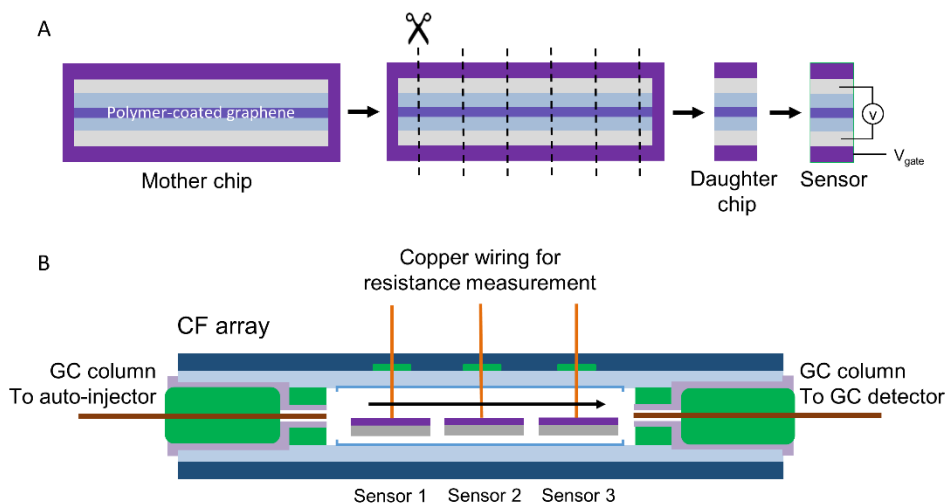 A
Polymer-coated graphene
Mother chip
Daughter
chip
Sensor
V
Vgate
B
Copper wiring for
resistance measurement
CF array
GC column
To auto-injector
GC column
To GC detector
Sensor 1
Sensor 2
Sensor 3